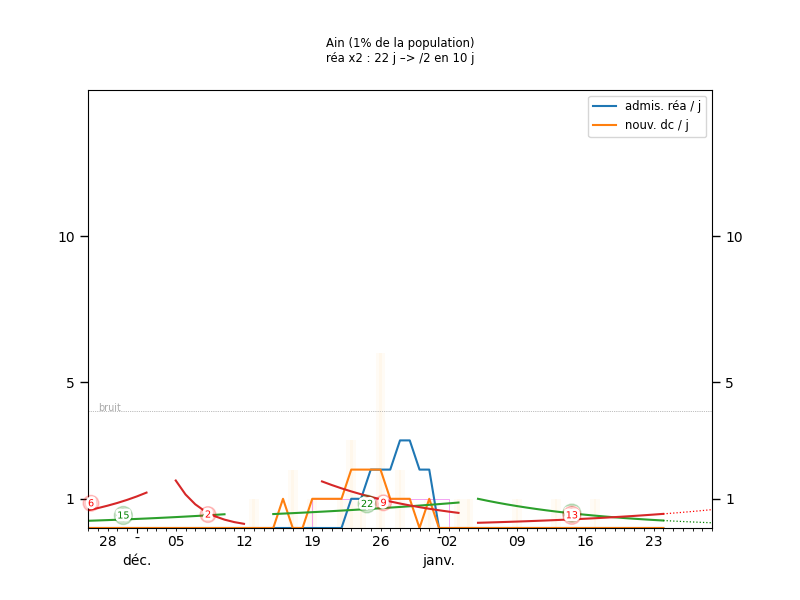 Ain (1% de la population)
réa x2 : 22 j –> /2 en 10 j
admis. réa / j
nouv. dc / j
10 10
5 5
bruit
1 1
6 15 2 22 9 13
28 - 05 12 19 26 - 02 09 16 23
déc. janv.